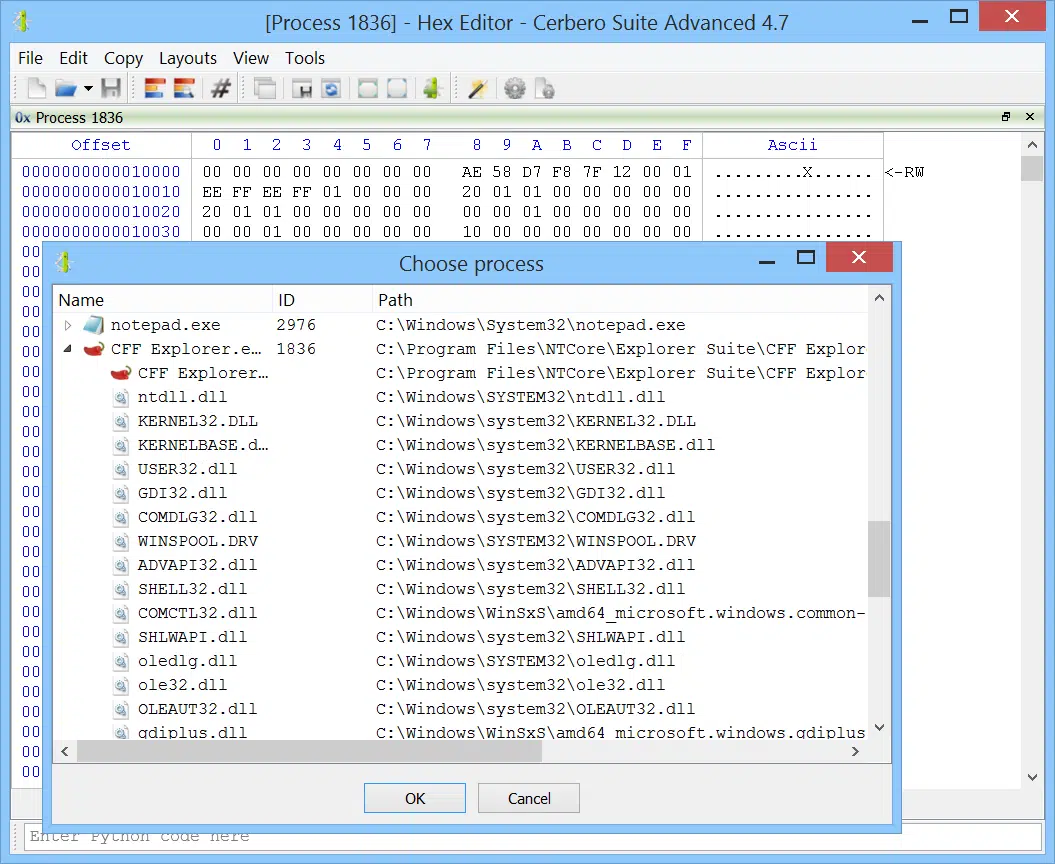 [Process 1836] - Hex Editor - Cerbero Suite Advanced 4.7
File Edit Copy Layouts View Tools
0x Process 1836
Offset 0 1 2 3 4 5 6 7 8 9 A B C D E F Ascii
0000000000010000 00 00 00 00 00 00 00 00 AE 58 D7 F8 7F 12 00 01 .........X...... <-RW
0000000000010010 EE FF EE FF 01 00 00 00 20 01 01 00 00 00 00 00 ................
0000000000010020 20 01 01 00 00 00 00 00 00 00 01 00 00 00 00 00 ................
0000000000010030 00 00 01 00 00 00 00 00 10 00 00 00 00 00 00 00 ................
Choose process
Name ID Path
notepad.exe 2976 C:\Windows\System32\notepad.exe
CFF Explorer.e... 1836 C:\Program Files\NTCore\Explorer Suite\CFF Explor
CFF Explorer... C:\Program Files\NTCore\Explorer Suite\CFF Explor
ntdll.dll C:\Windows\SYSTEM32\ntdll.dll
KERNEL32.DLL C:\Windows\system32\KERNEL32.DLL
KERNELBASE.d... C:\Windows\system32\KERNELBASE.dll
USER32.dll C:\Windows\system32\USER32.dll
GDI32.dll C:\Windows\system32\GDI32.dll
COMDLG32.dll C:\Windows\system32\COMDLG32.dll
WINSPOOL.DRV C:\Windows\SYSTEM32\WINSPOOL.DRV
ADVAPI32.dll C:\Windows\system32\ADVAPI32.dll
SHELL32.dll C:\Windows\system32\SHELL32.dll
COMCTL32.dll C:\Windows\WinSxS\amd64_microsoft.windows.common-
SHLWAPI.dll C:\Windows\system32\SHLWAPI.dll
oledlg.dll C:\Windows\SYSTEM32\oledlg.dll
ole32.dll C:\Windows\system32\ole32.dll
OLEAUT32.dll C:\Windows\system32\OLEAUT32.dll
gdiplus.dll C:\Windows\WinSxS\amd64_microsoft.windows.gdiplus
OK Cancel
Enter Python code here